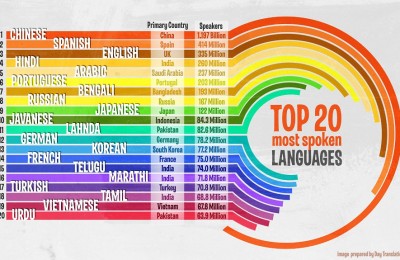 Primary Country Speakers
1 CHINESE China 1,197 Million
2 SPANISH Spain 414 Million
3 ENGLISH UK 335 Million
4 HINDI India 260 Million
5 ARABIC Saudi Arabia 237 Million
6 PORTUGUESE Portugal 203 Million
7 BENGALI Bangladesh 193 Million
8 RUSSIAN Russia 167 Million
9 JAPANESE Japan 122 Million
10 JAVANESE Indonesia 84.3 Million
11 LAHNDA Pakistan 82.6 Million
12 GERMAN Germany 78.2 Million
13 KOREAN South Korea 77.2 Million
14 FRENCH France 75.0 Million
15 TELUGU India 74.0 Million
16 MARATHI India 71.8 Million
17 TURKISH Turkey 70.8 Million
18 TAMIL India 68.8 Million
19 VIETNAMESE Vietnam 67.8 Million
20 URDU Pakistan 63.9 Million
TOP 20
most spoken
LANGUAGES
image prepared by Day Translations